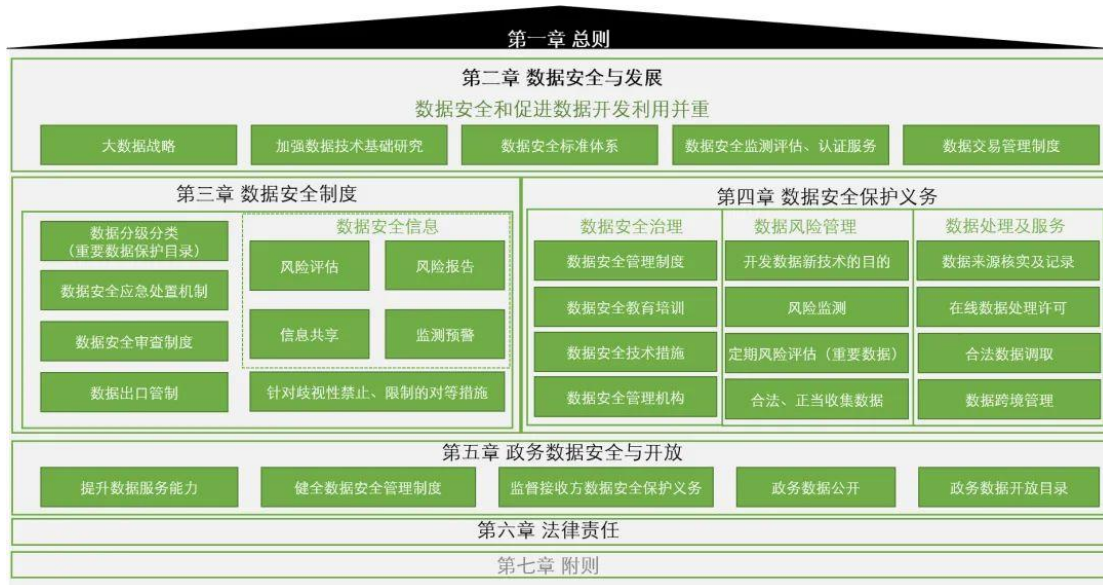 第一章 总则
第二章 数据安全与发展
数据安全和促进数据开发利用并重
大数据战略
加强数据技术基础研究
数据安全标准体系
数据安全监测评估、认证服务
数据交易管理制度
第三章 数据安全制度
数据分级分类
（重要数据保护目录）
数据安全应急处置机制
数据安全审查制度
数据出口管制
数据安全信息
风险评估
风险报告
信息共享
监测预警
针对歧视性禁止、限制的对等措施
第四章 数据安全保护义务
数据安全治理
数据安全管理制度
数据安全教育培训
数据安全技术措施
数据安全管理机构
数据风险管理
开发数据新技术的目的
风险监测
定期风险评估（重要数据）
合法、正当收集数据
数据处理及服务
数据来源核实及记录
在线数据处理许可
合法数据调取
数据跨境管理
第五章 政务数据安全与开放
提升数据服务能力
健全数据安全管理制度
监督接收方数据安全保护义务
政务数据公开
政务数据开放目录
第六章 法律责任
第七章 附则